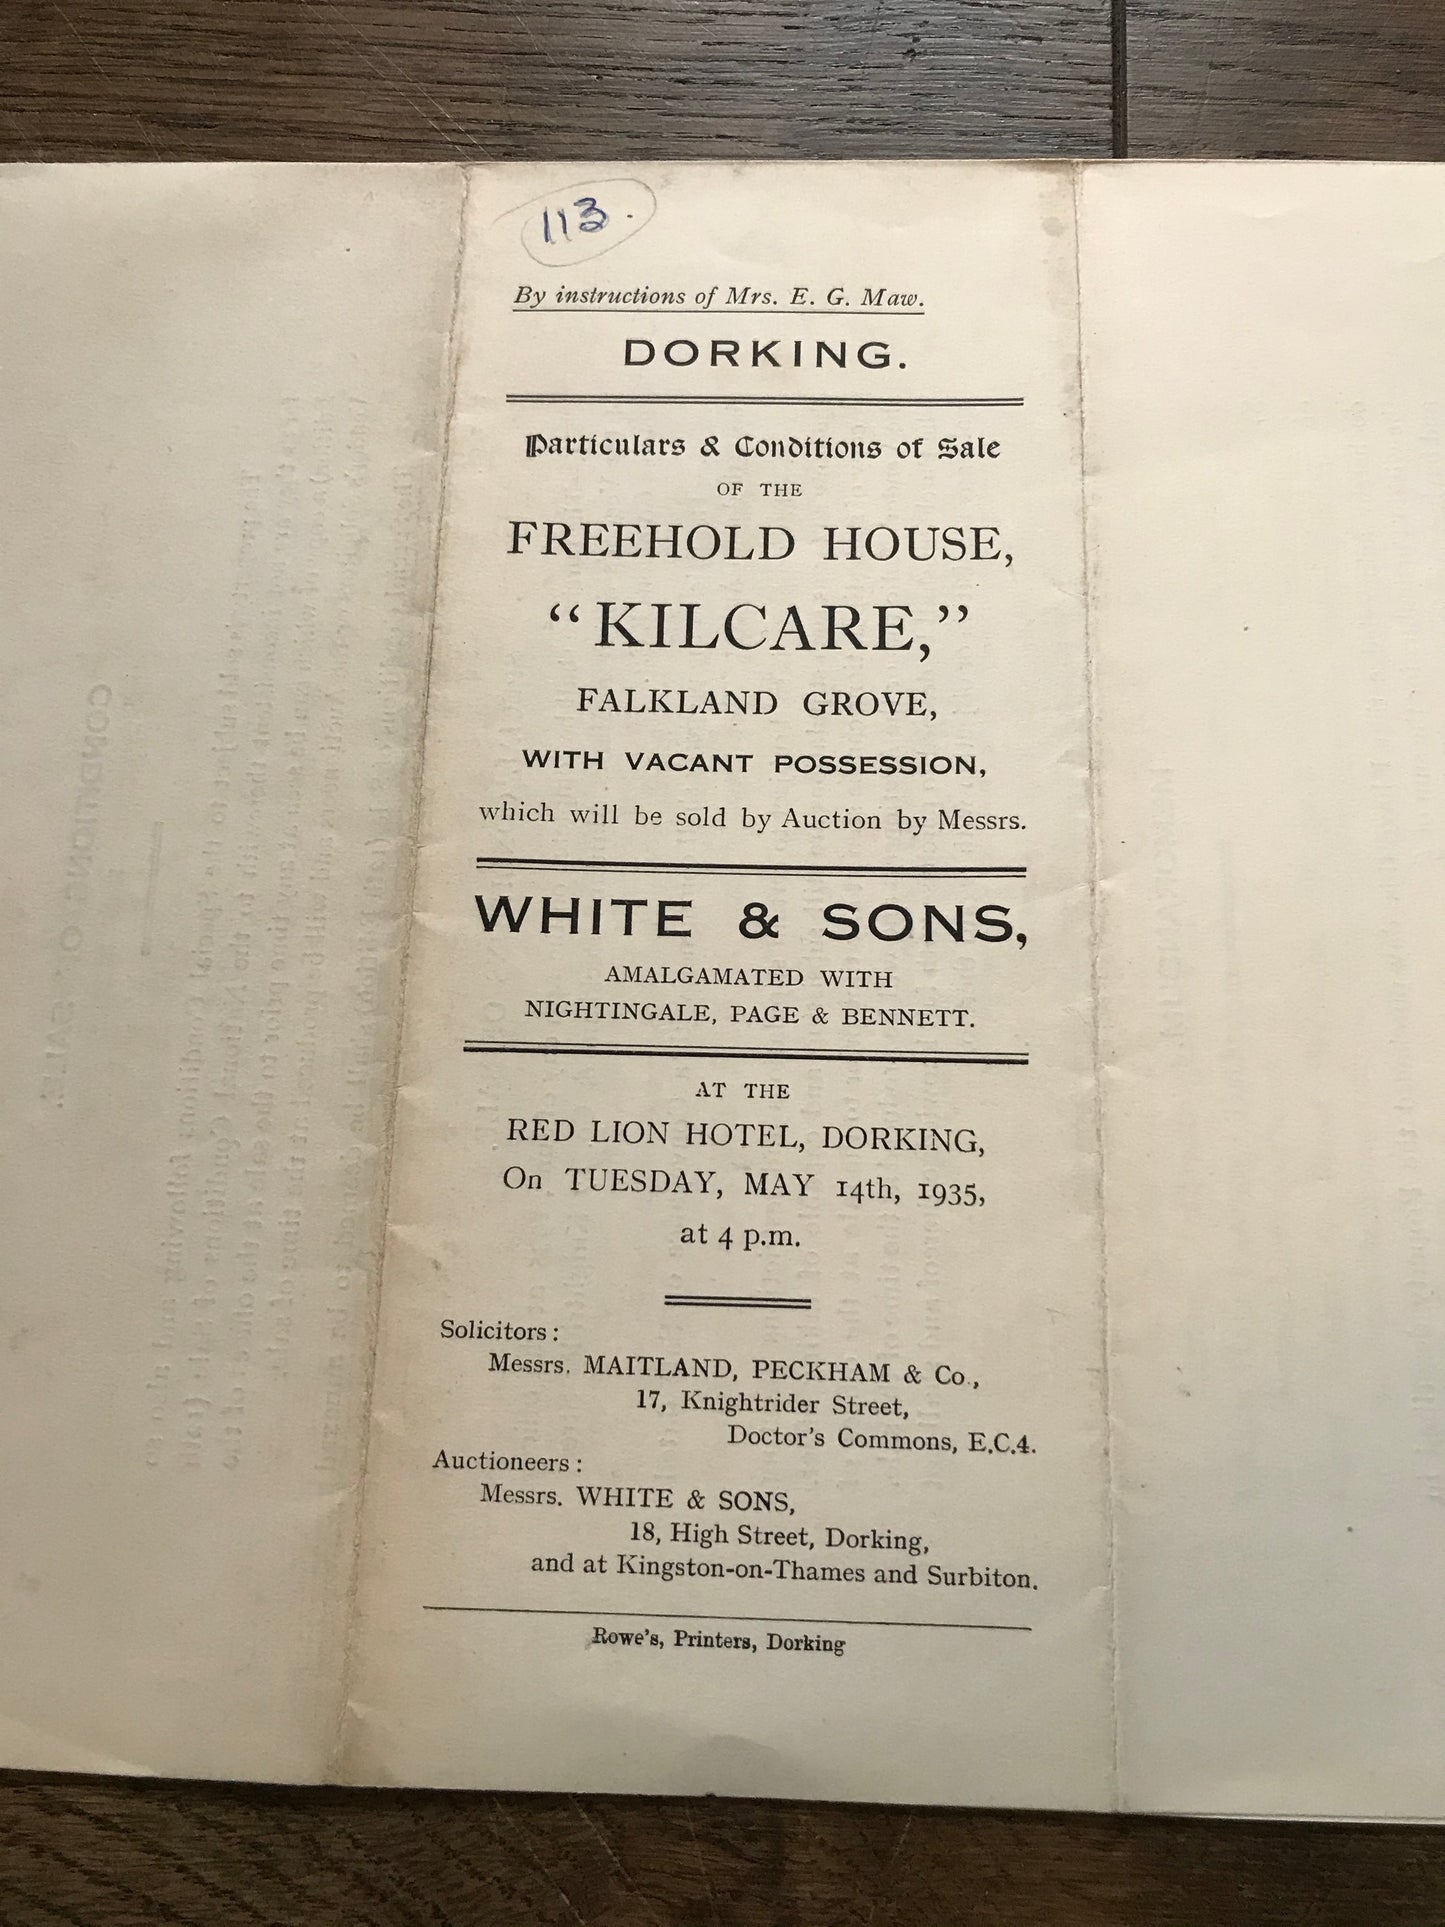 113.
By instructions of Mrs. E. G. Maw.
DORKING.
Particulars & Conditions of Sale
OF THE
FREEHOLD HOUSE,
“KILCARE,”
FALKLAND GROVE,
WITH VACANT POSSESSION,
which will be sold by Auction by Messrs.
WHITE & SONS,
AMALGAMATED WITH
NIGHTINGALE, PAGE & BENNETT.
AT THE
RED LION HOTEL, DORKING,
On TUESDAY, MAY 14th, 1935,
at 4 p.m.
Solicitors:
Messrs. MAITLAND, PECKHAM & Co.,
17, Knightrider Street,
Doctor's Commons, E.C.4.
Auctioneers:
Messrs. WHITE & SONS,
18, High Street, Dorking,
and at Kingston-on-Thames and Surbiton.
Rowe's, Printers, Dorking
CONDITIONS OF SALE.